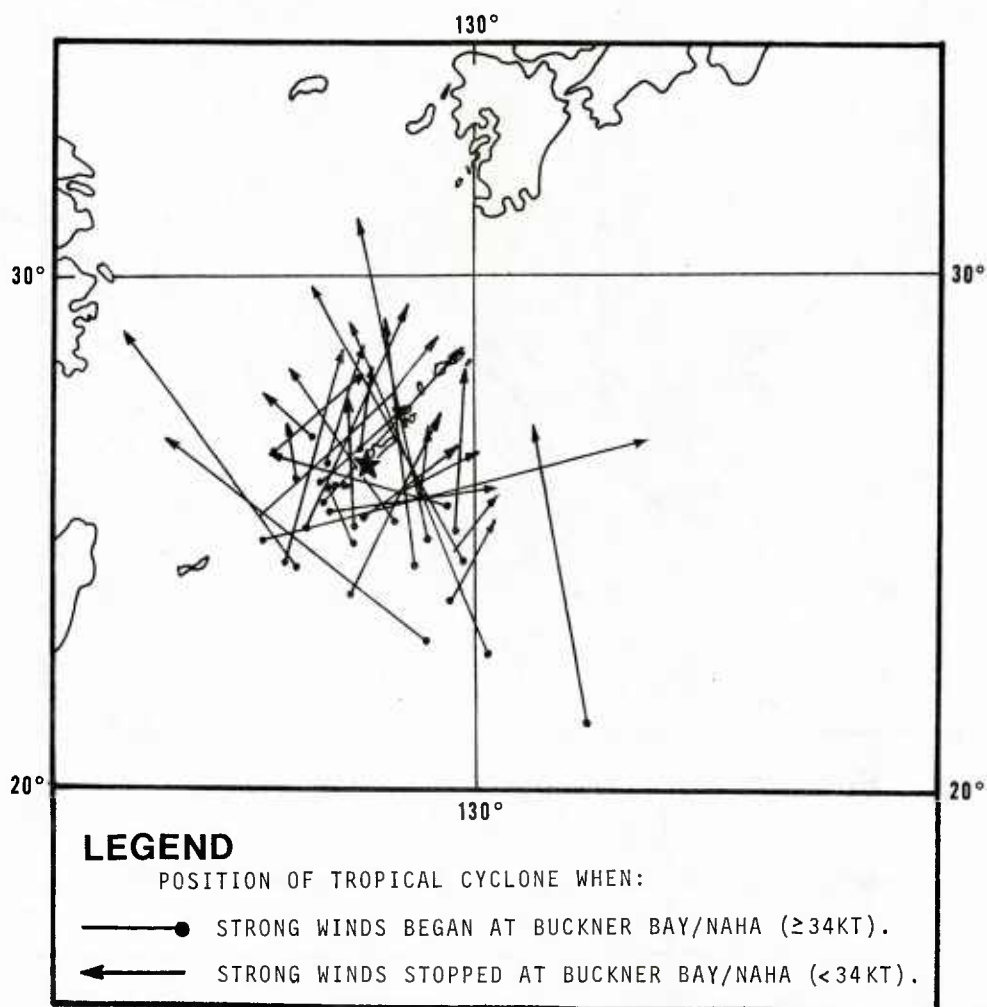 130°
30°
30°
20°
20°
130°
LEGEND
POSITION OF TROPICAL CYCLONE WHEN:
STRONG WINDS BEGAN AT BUCKNER BAY/NAHA (≥34KT).
STRONG WINDS STOPPED AT BUCKNER BAY/NAHA (<34KT).